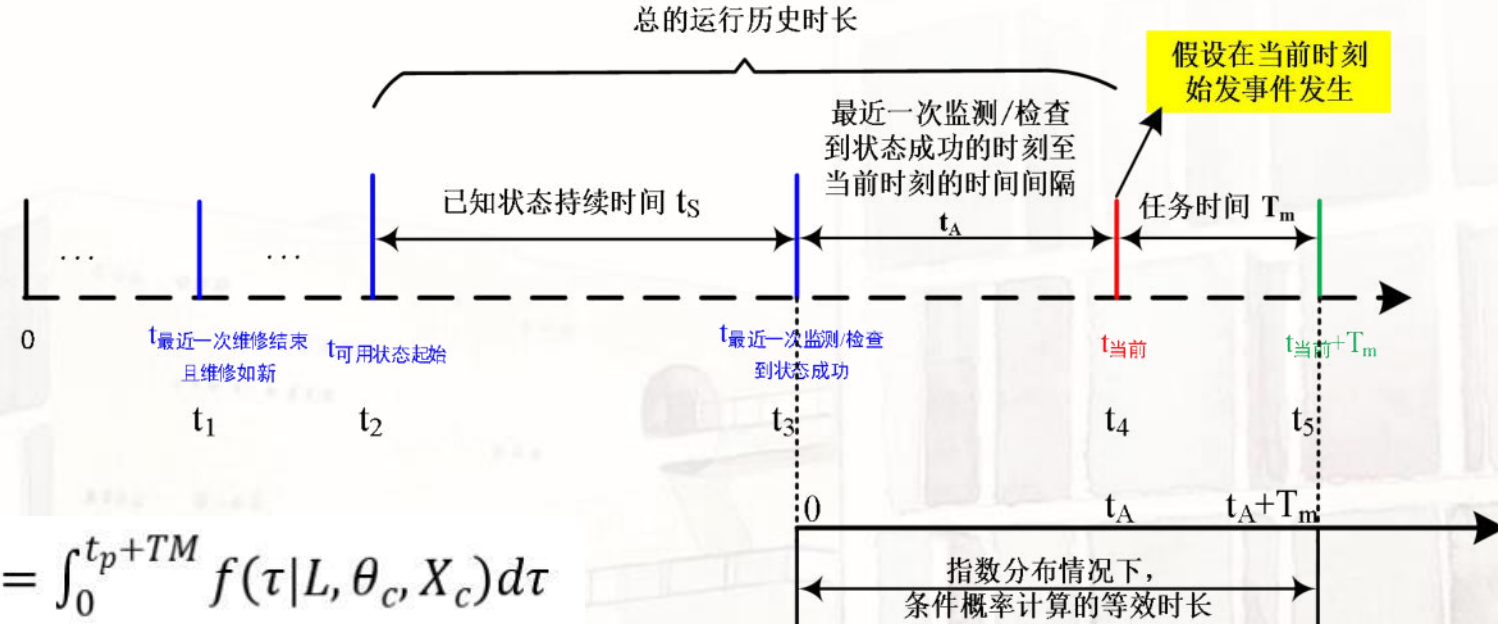 总的运行历史时长
假设在当前时刻
始发事件发生
最近一次监测/检查
到状态成功的时刻至
当前时刻的时间间隔
tA
已知状态持续时间 tS
任务时间 Tm
...
...
0
t最近一次维修结束
且维修如新
t可用状态起始
t最近一次监测/检查
到状态成功
t当前
t当前+Tm
t1
t2
t3
t4
t5
0
tA
tA+Tm
= ∫₀^{tp+TM} f(τ|L, θc, Xc)dτ
指数分布情况下，
条件概率计算的等效时长